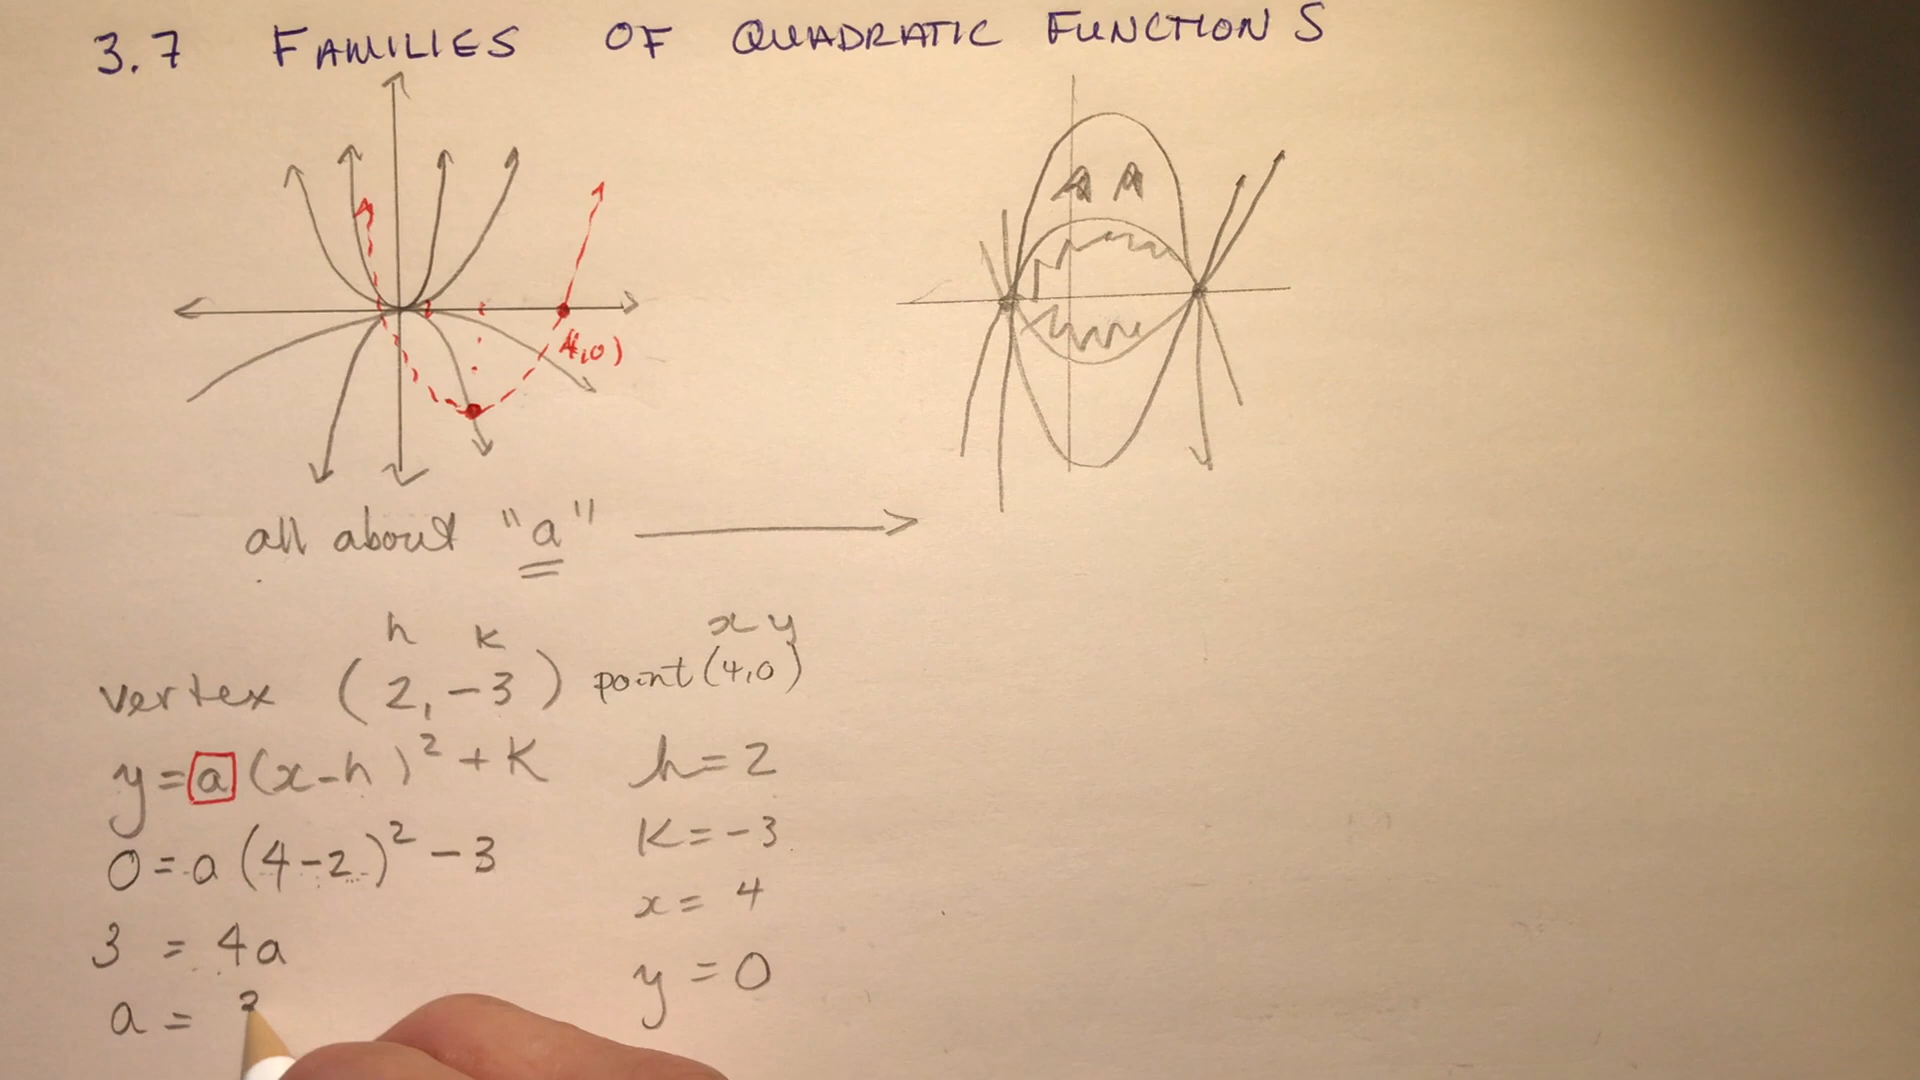 3.7 FAMILIES OF QUADRATIC FUNCTIONS
(4,0)
all about "a"
h k x y
vertex (2, -3) point (4,0)
y = a (x-h)² + K
h = 2
0 = a (4-2)² - 3
K = -3
3 = 4a
x = 4
a = 3
y = 0